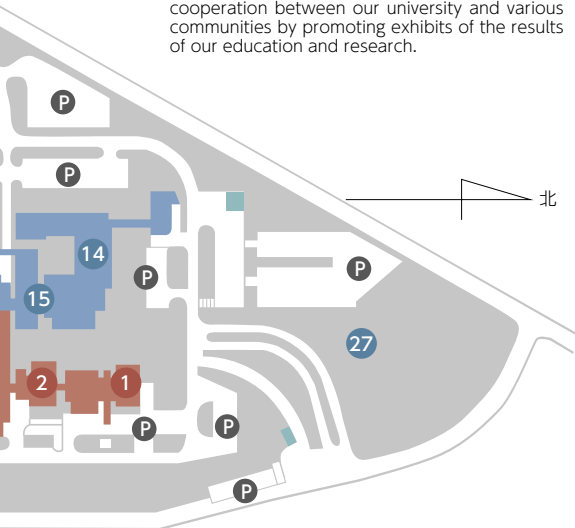 cooperation between our university and various
communities by promoting exhibits of the results
of our education and research.
P
P
北
14
P
P
15
27
2
1
P
P
P